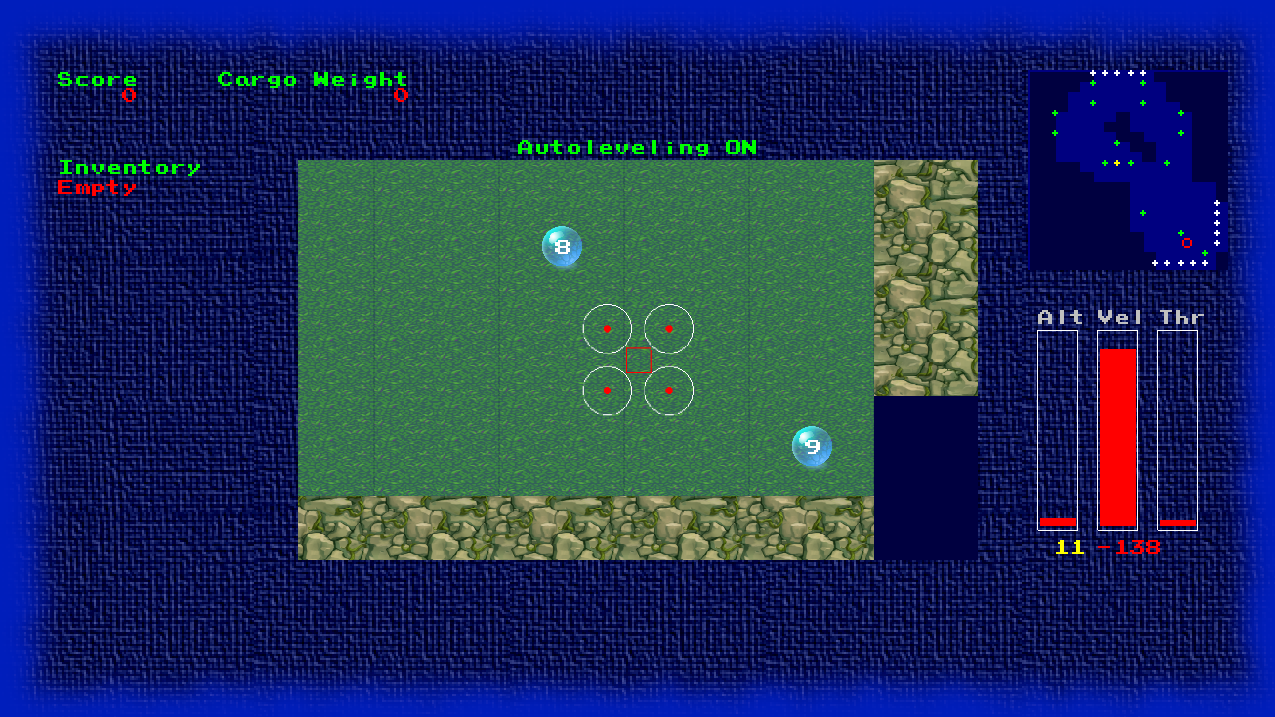 Score Cargo Weight
0 0
Autoleveling ON
Inventory
Empty
8
9
Alt Vel Thr
11 -138